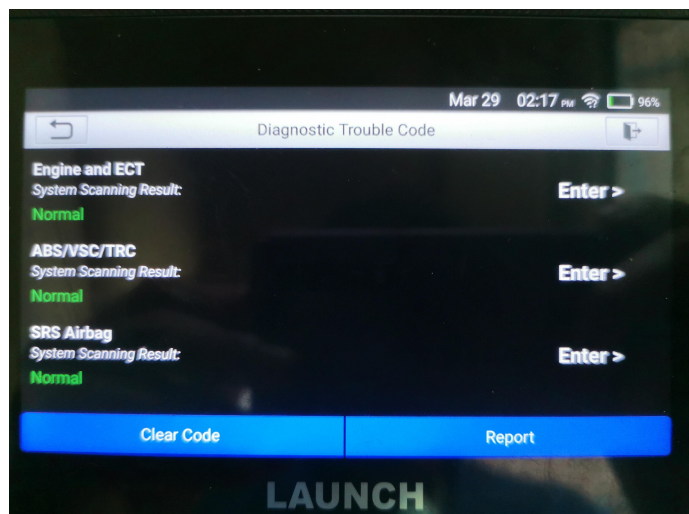 Mar 29 02:17 PM 96%
Diagnostic Trouble Code
Engine and ECT
System Scanning Result:
Normal
Enter >
ABS/VSC/TRC
System Scanning Result:
Normal
Enter >
SRS Airbag
System Scanning Result:
Normal
Enter >
Clear Code
Report
LAUNCH